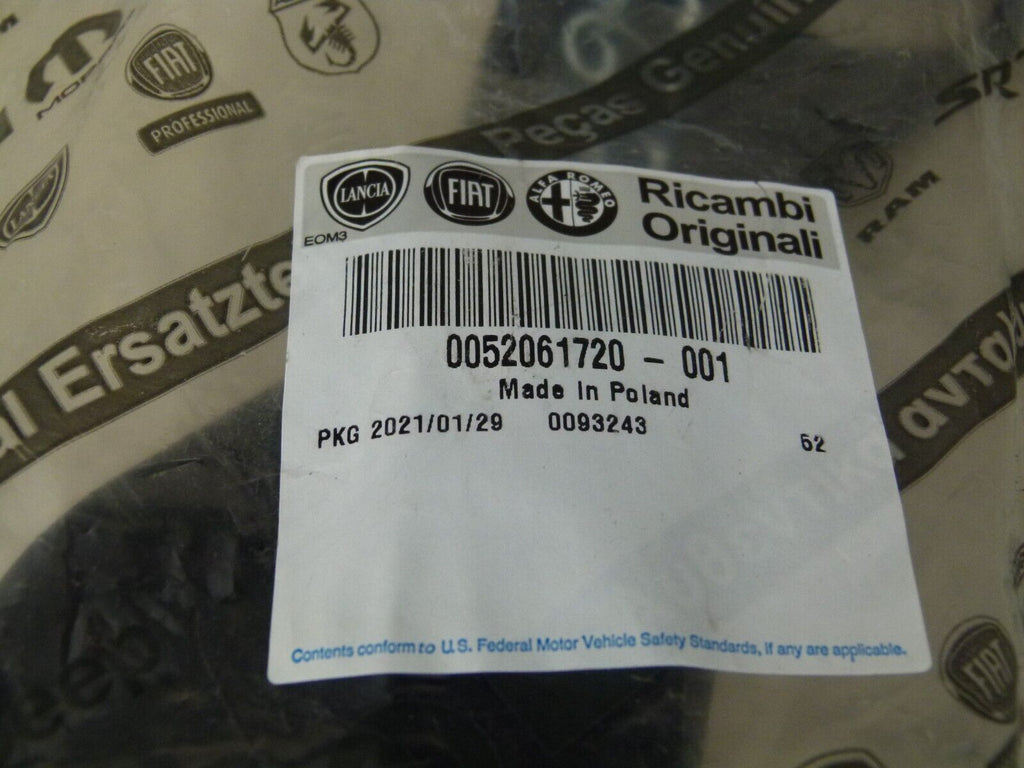 FIAT
PROFESSIONAL
Peças Genuin
SRT
RAM
LANCIA
FIAT
ALFA ROMEO
Ricambi
Originali
EOM3
al Ersatzte
0052061720 - 001
Made In Poland
PKG 2021/01/29 0093243 52
αυτοκι
Contents conform to U.S. Federal Motor Vehicle Safety Standards, if any are applicable.
FIAT